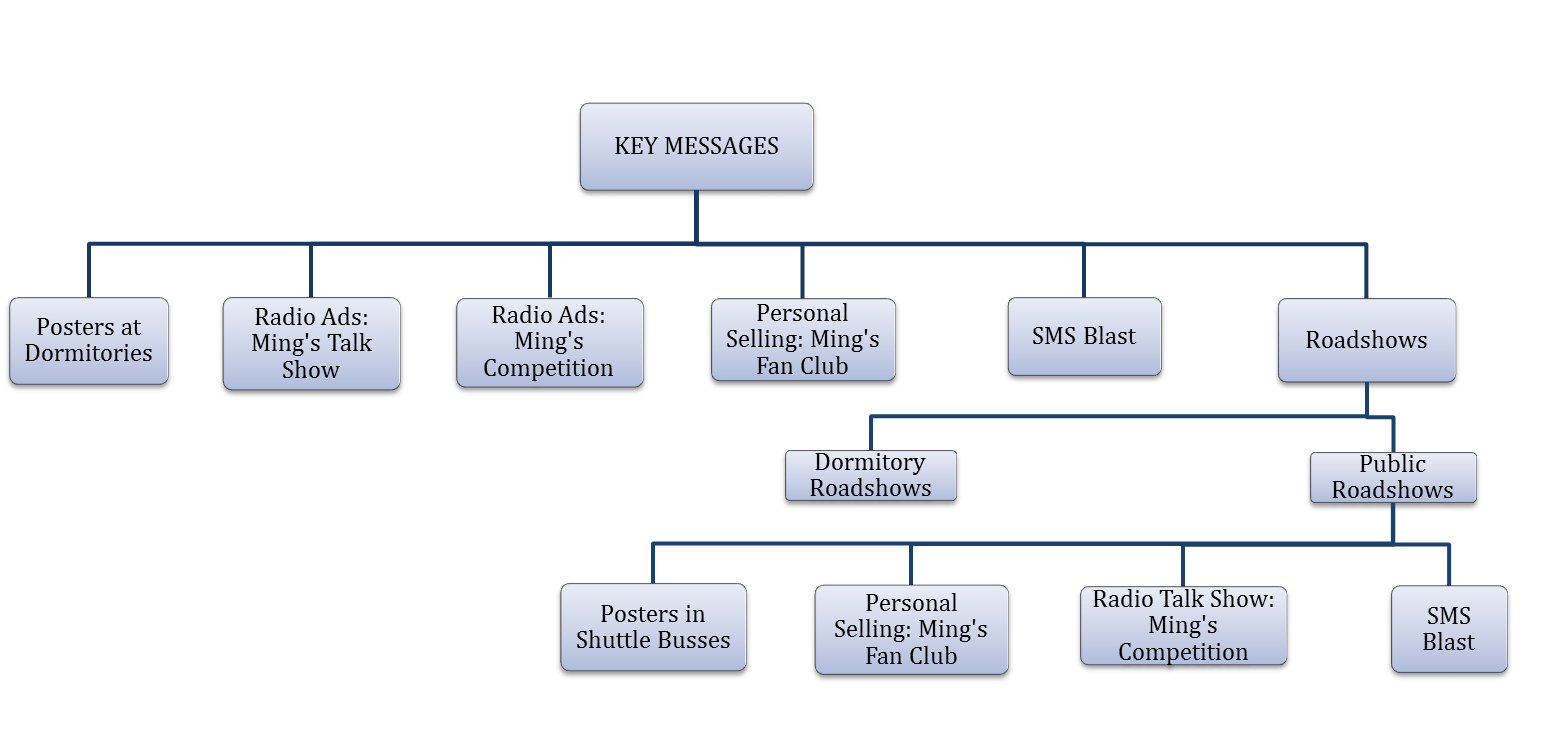 KEY MESSAGES
Posters at
Dormitories
Radio Ads:
Ming's Talk
Show
Radio Ads:
Ming's
Competition
Personal
Selling: Ming's
Fan Club
SMS Blast
Roadshows
Dormitory
Roadshows
Public
Roadshows
Posters in
Shuttle Busses
Personal
Selling: Ming's
Fan Club
Radio Talk Show:
Ming's
Competition
SMS
Blast